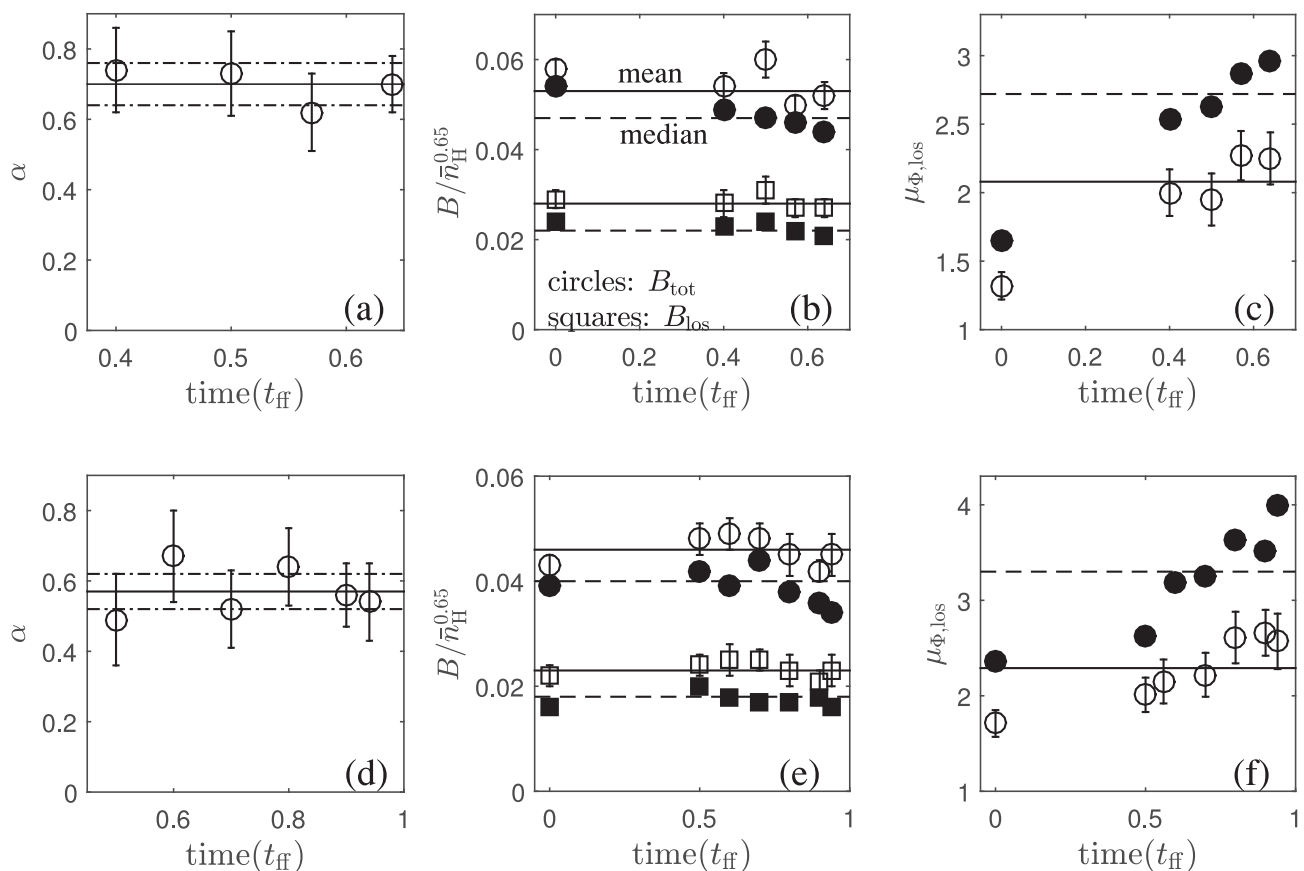 0.8
0.6
0.4
0.2
0
α
(a)
0.4 0.5 0.6
time(t_ff)
0.06
0.04
0.02
0
B/n̄_H^0.65
mean
median
circles: B_tot
squares: B_los
(b)
0 0.2 0.4 0.6
time(t_ff)
3
2.5
2
1.5
1
μ_Φ,los
(c)
0 0.2 0.4 0.6
time(t_ff)
0.8
0.6
0.4
0.2
0
α
(d)
0.6 0.8 1
time(t_ff)
0.06
0.04
0.02
0
B/n̄_H^0.65
(e)
0 0.5 1
time(t_ff)
4
3
2
1
μ_Φ,los
(f)
0 0.5 1
time(t_ff)